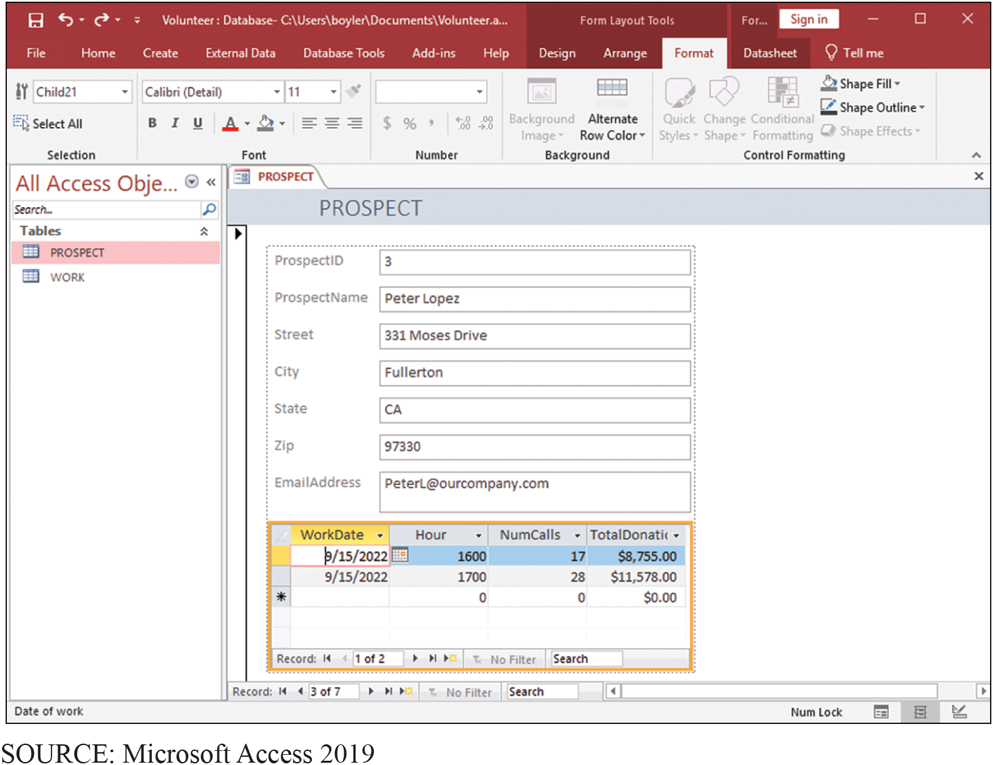 Volunteer : Database- C:\Users\boyler\Documents\Volunteer.a...
Form Layout Tools
For...
Sign in
File Home Create External Data Database Tools Add-ins Help Design Arrange Format Datasheet Tell me
Child21
Calibri (Detail)
11
Select All
B I U A
$ % ,
Background Image
Alternate Row Color
Quick Styles
Change Shape
Conditional Formatting
Shape Fill
Shape Outline
Shape Effects
Selection Font Number Background Control Formatting
All Access Obje...
Search...
Tables
PROSPECT
WORK
PROSPECT
PROSPECT
ProspectID 3
ProspectName Peter Lopez
Street 331 Moses Drive
City Fullerton
State CA
Zip 97330
EmailAddress PeterL@ourcompany.com
WorkDate Hour NumCalls TotalDonatic
9/15/2022 1600 17 $8,755.00
9/15/2022 1700 28 $11,578.00
0 0 $0.00
Record: 1 of 2 No Filter Search
Record: 3 of 7 No Filter Search
Date of work
Num Lock
SOURCE: Microsoft Access 2019